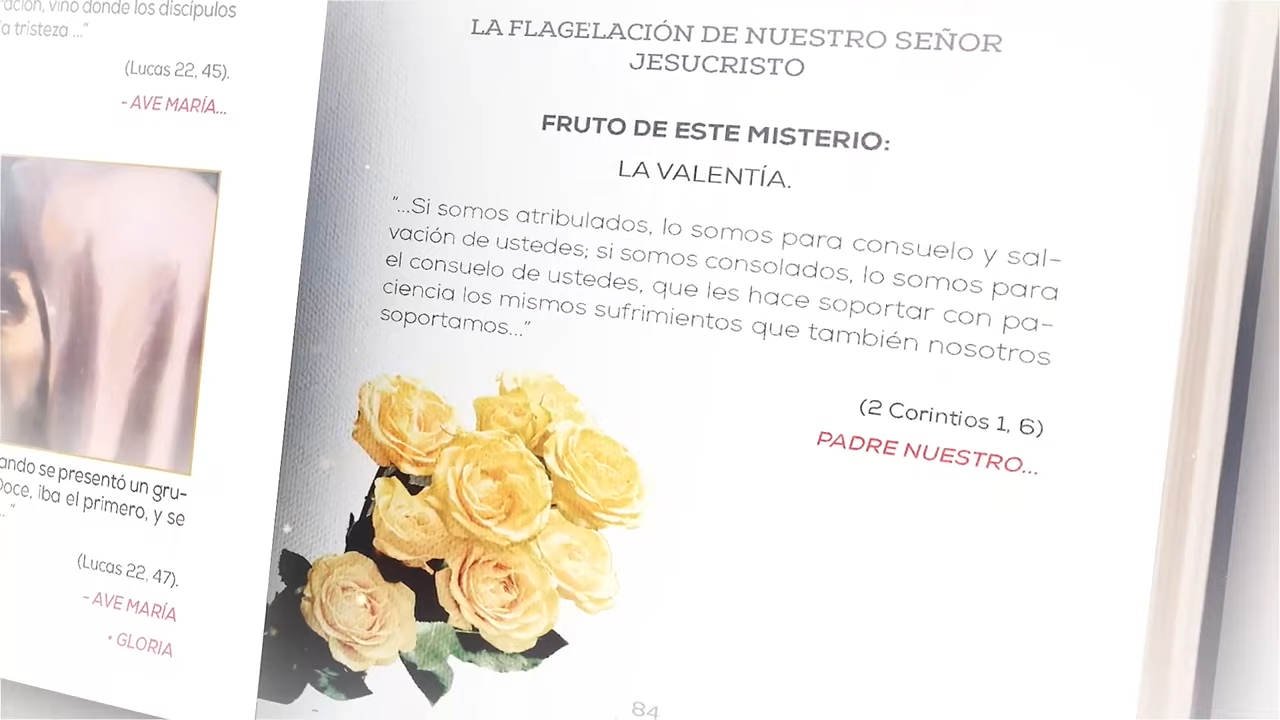 vino donde los discípulos
a tristeza ..."
(Lucas 22, 45).
- AVE MARÍA...
se presentó un gru-
iba el primero, y se
..."
(Lucas 22, 47).
- AVE MARÍA
• GLORIA
LA FLAGELACIÓN DE NUESTRO SEÑOR
JESUCRISTO
FRUTO DE ESTE MISTERIO:
LA VALENTÍA.
"...Si somos atribulados, lo somos para consuelo y sal-
vación de ustedes; si somos consolados, lo somos para
el consuelo de ustedes, que les hace soportar con pa-
ciencia los mismos sufrimientos que también nosotros
soportamos..."
(2 Corintios 1, 6)
PADRE NUESTRO...
84